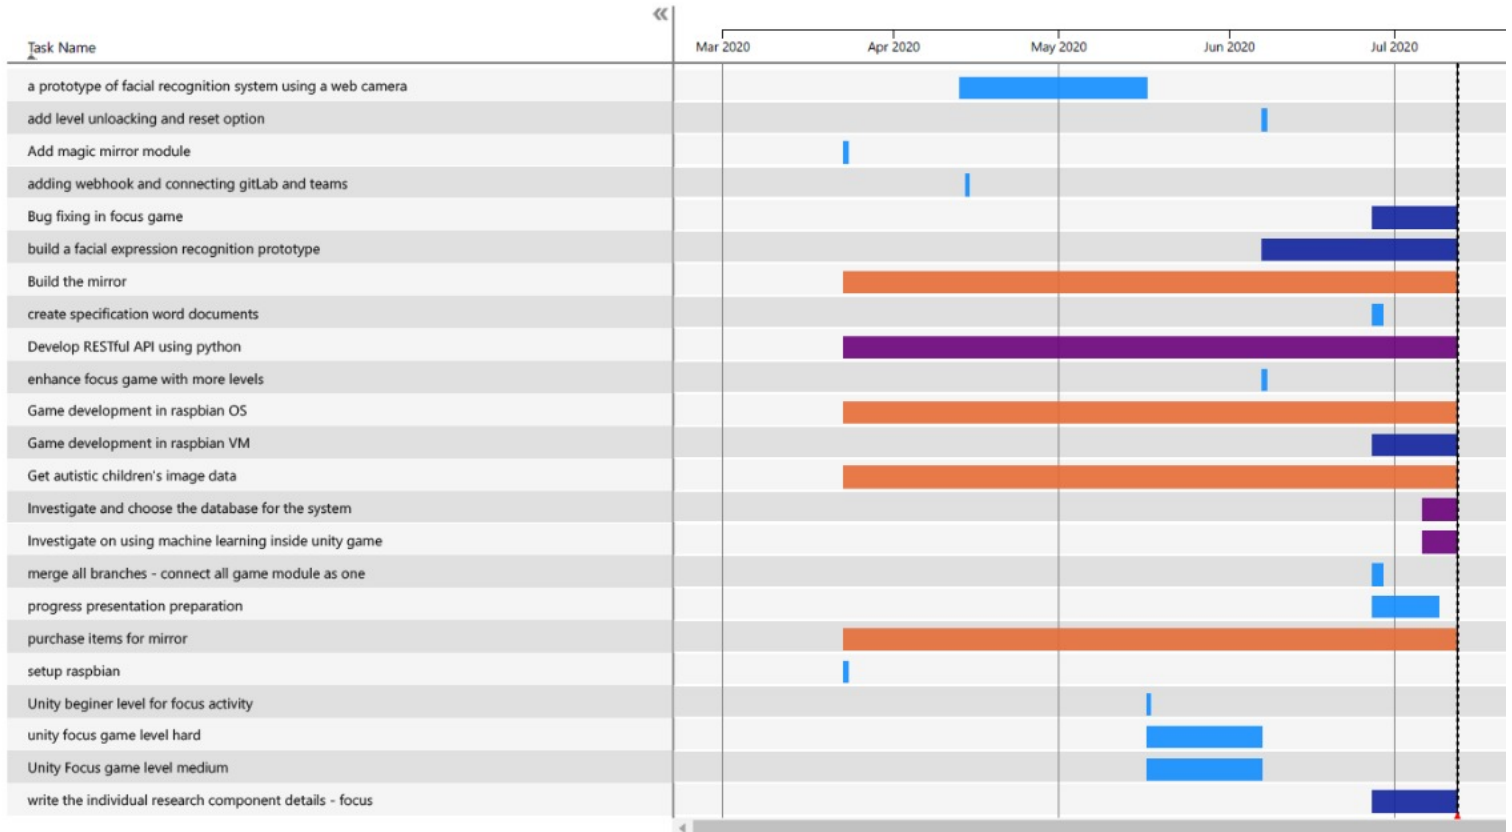 Task Name
Mar 2020 Apr 2020 May 2020 Jun 2020 Jul 2020
a prototype of facial recognition system using a web camera
add level unloacking and reset option
Add magic mirror module
adding webhook and connecting gitLab and teams
Bug fixing in focus game
build a facial expression recognition prototype
Build the mirror
create specification word documents
Develop RESTful API using python
enhance focus game with more levels
Game development in raspbian OS
Game development in raspbian VM
Get autistic children's image data
Investigate and choose the database for the system
Investigate on using machine learning inside unity game
merge all branches - connect all game module as one
progress presentation preparation
purchase items for mirror
setup raspbian
Unity beginer level for focus activity
unity focus game level hard
Unity Focus game level medium
write the individual research component details - focus